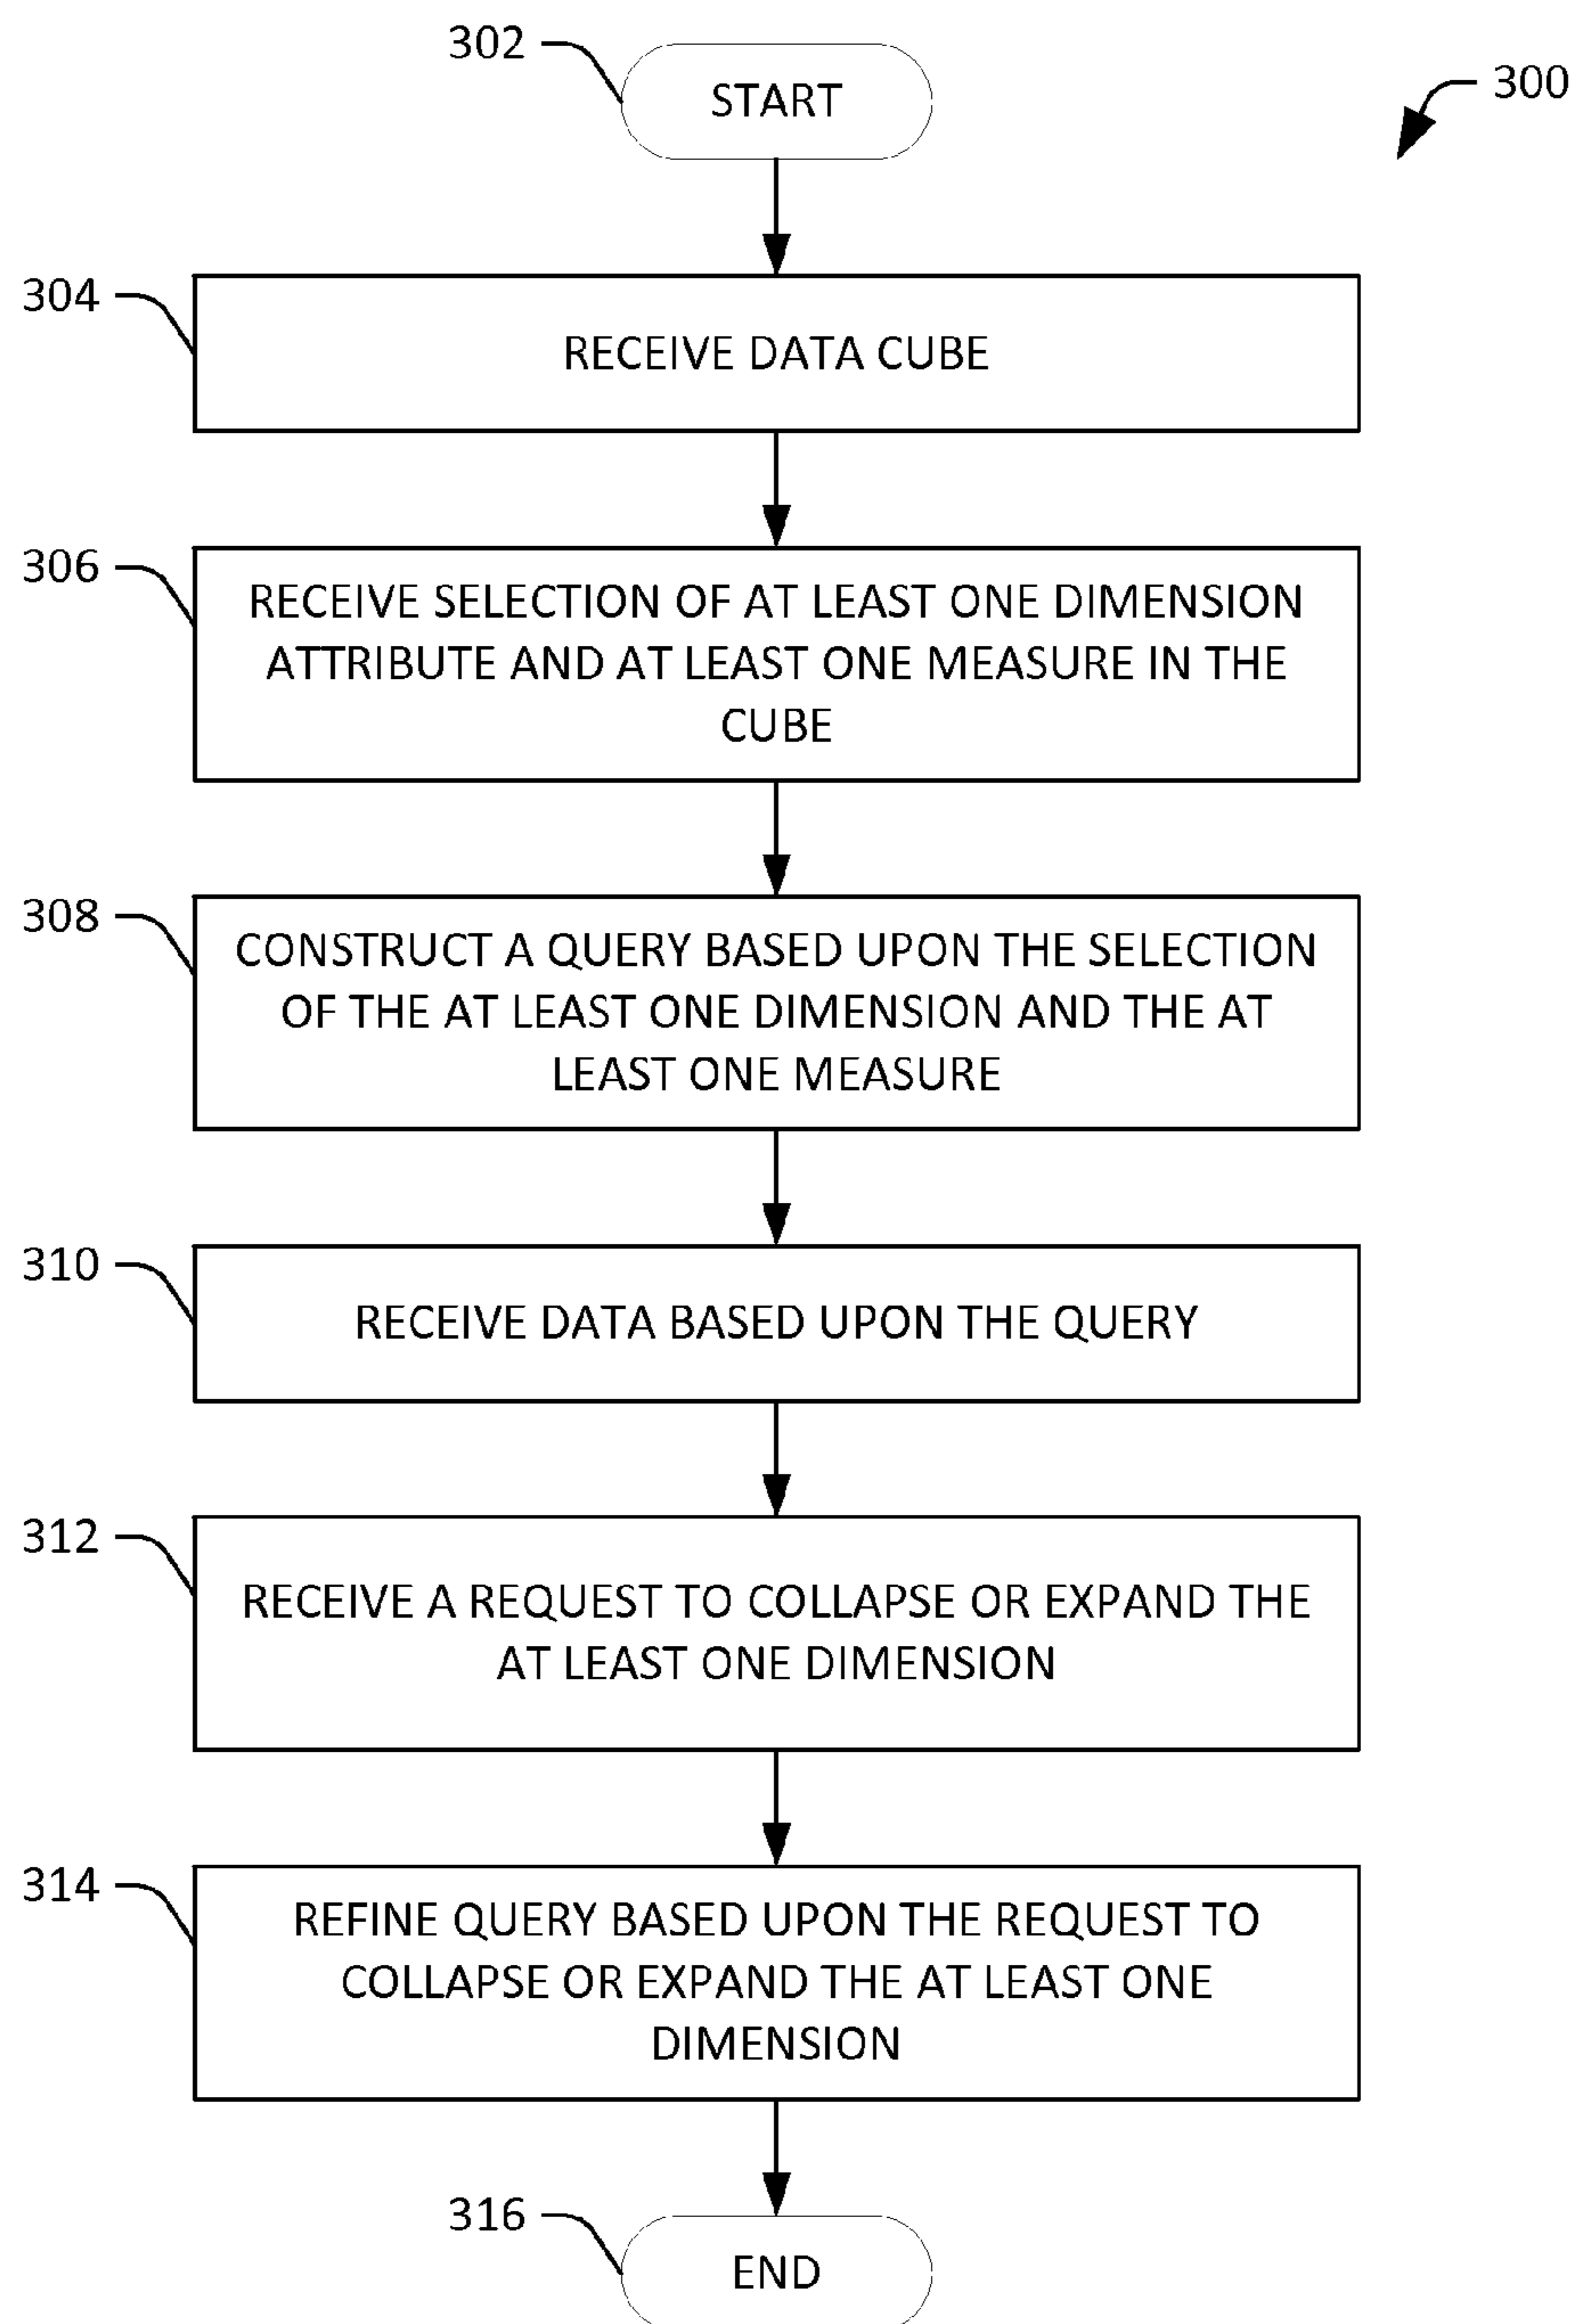 302
START
300
304
RECEIVE DATA CUBE
306
RECEIVE SELECTION OF AT LEAST ONE DIMENSION
ATTRIBUTE AND AT LEAST ONE MEASURE IN THE
CUBE
308
CONSTRUCT A QUERY BASED UPON THE SELECTION
OF THE AT LEAST ONE DIMENSION AND THE AT
LEAST ONE MEASURE
310
RECEIVE DATA BASED UPON THE QUERY
312
RECEIVE A REQUEST TO COLLAPSE OR EXPAND THE
AT LEAST ONE DIMENSION
314
REFINE QUERY BASED UPON THE REQUEST TO
COLLAPSE OR EXPAND THE AT LEAST ONE
DIMENSION
316
END